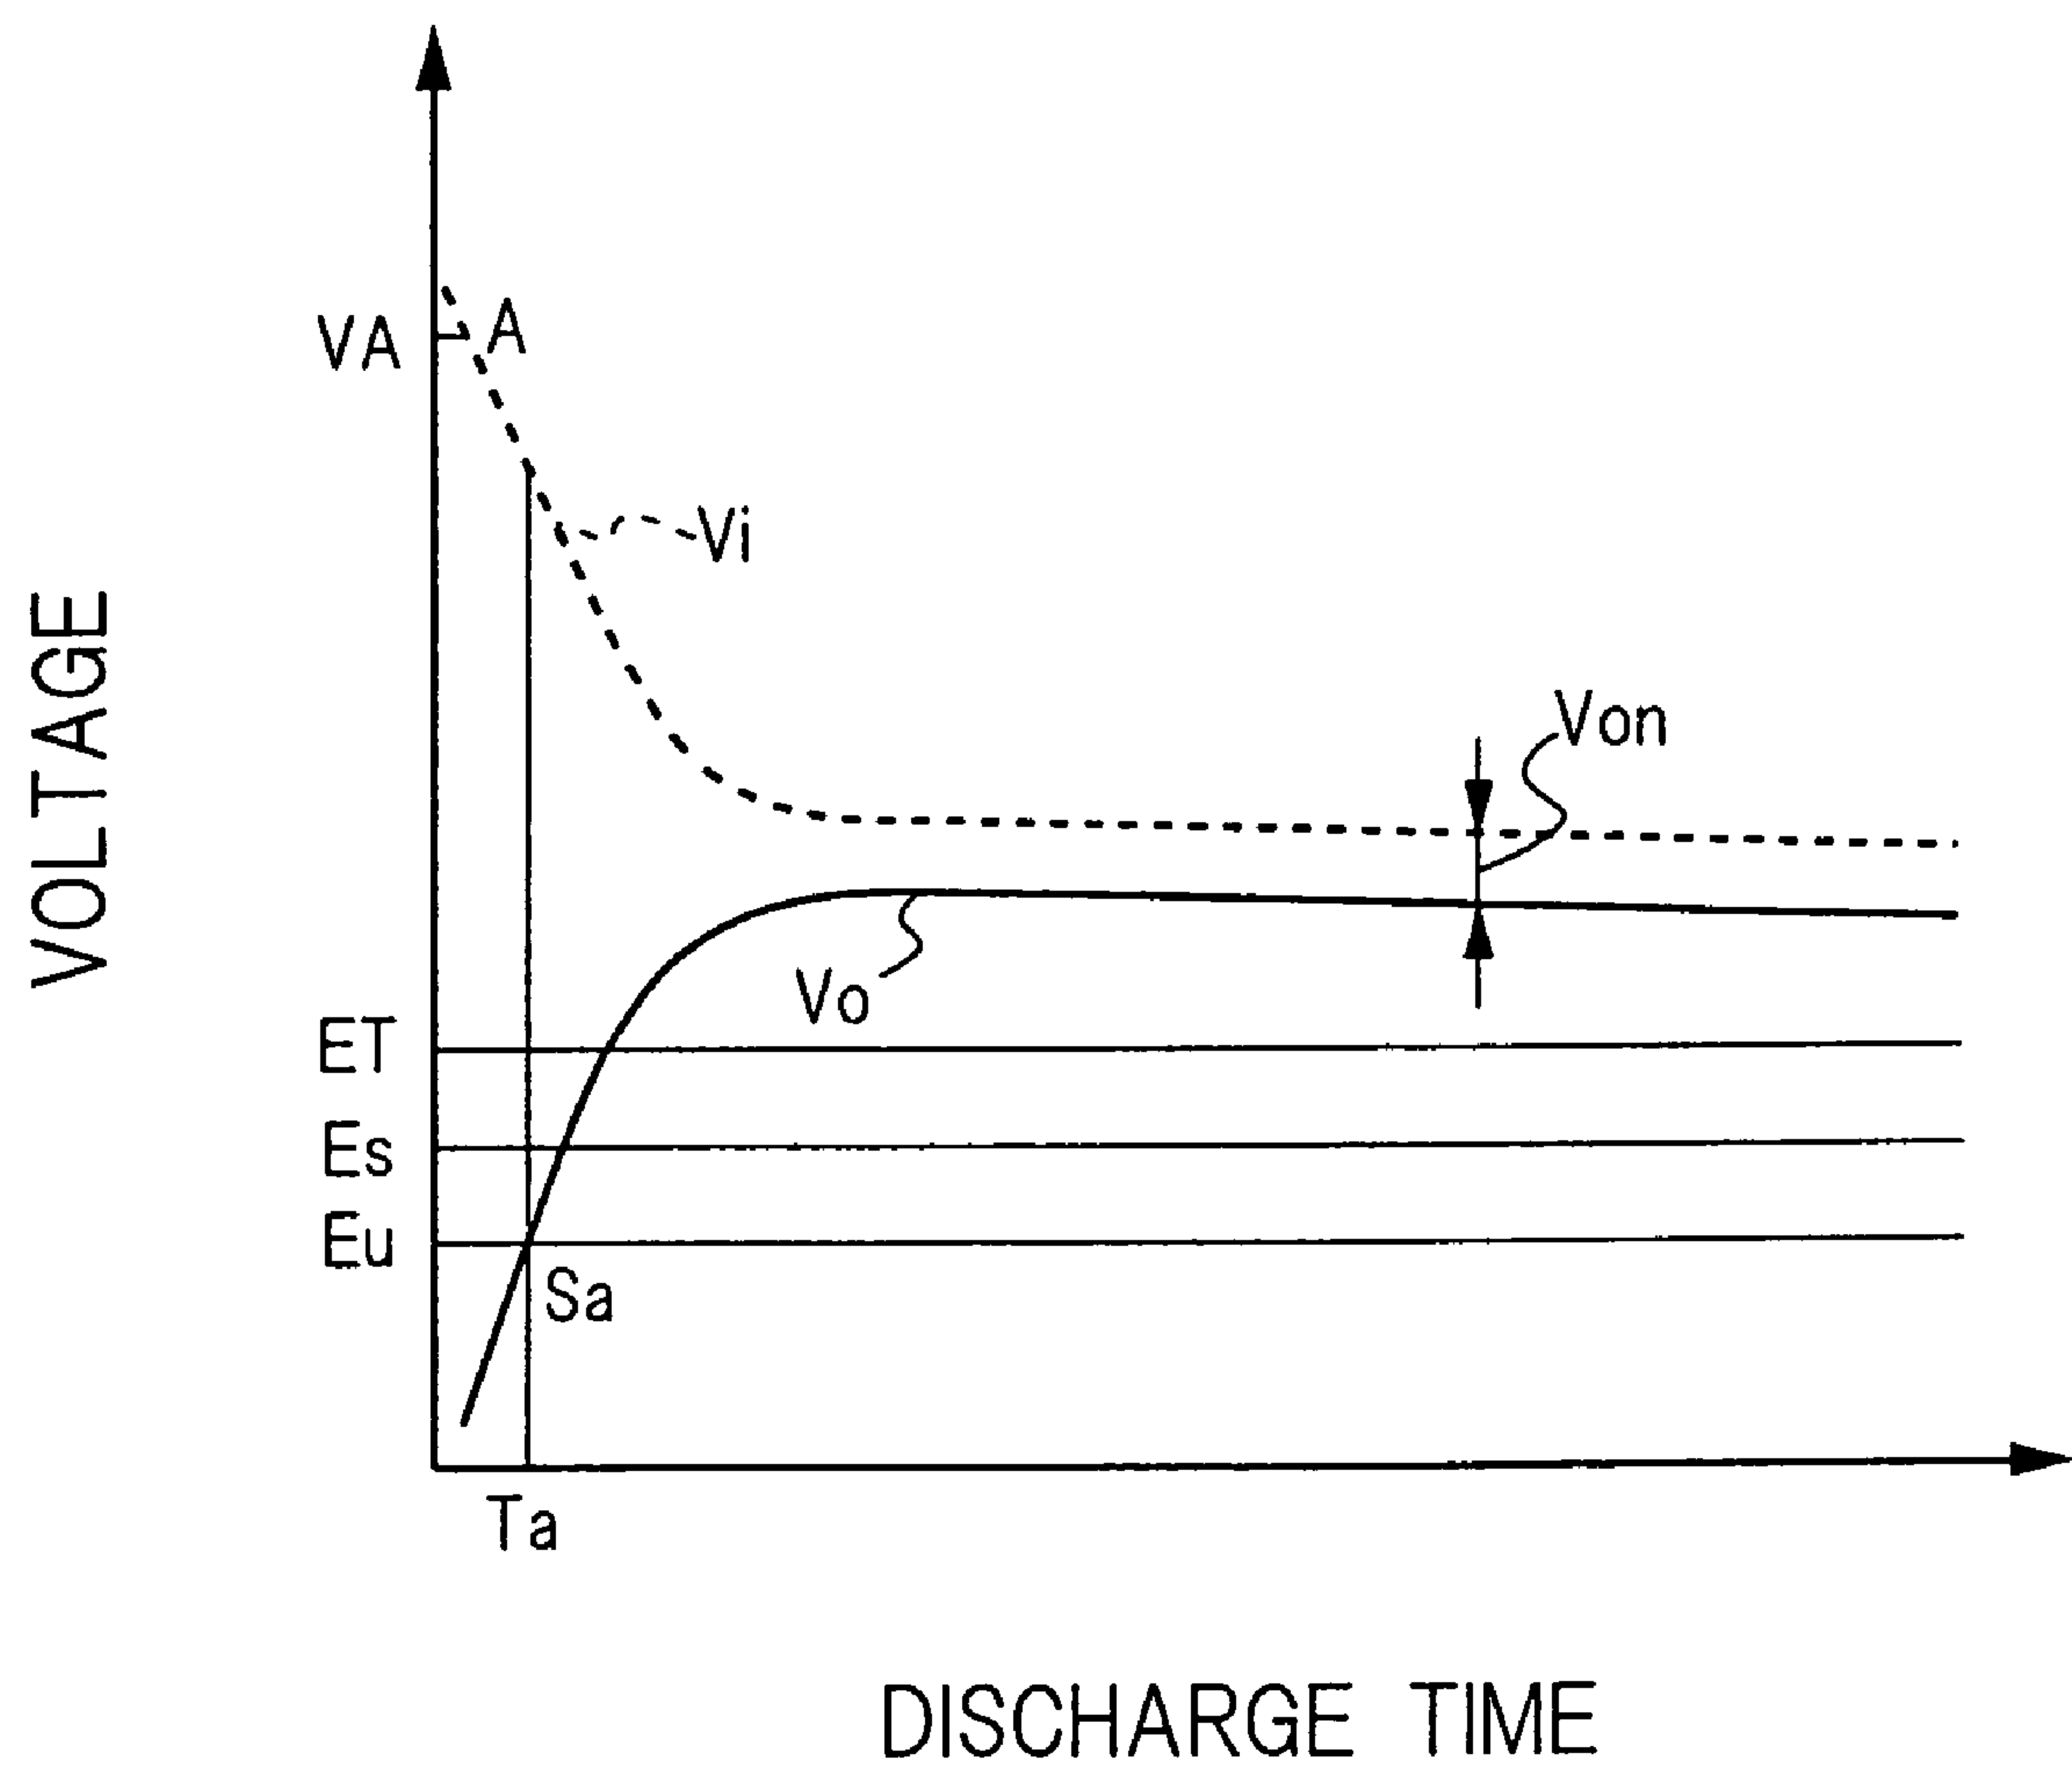 VOLTAGE
VA
A
Vi
Von
Vo
ET
Es
Eu
Sa
Ta
DISCHARGE TIME